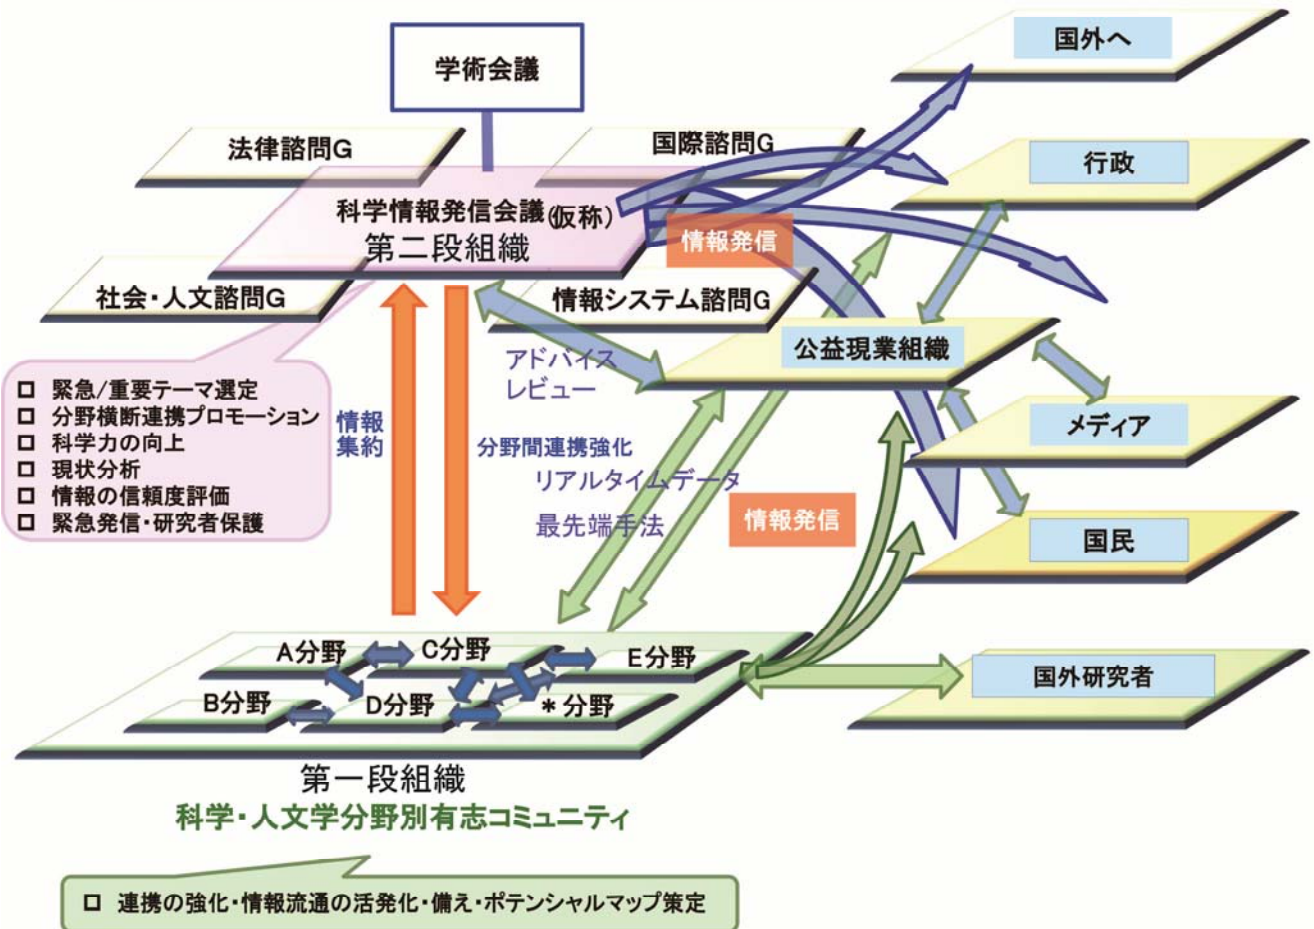 国外へ
学術会議
法律諮問G
国際諮問G
行政
科学情報発信会議(仮称)
第二段組織
情報発信
社会・人文諮問G
情報システム諮問G
公益現業組織
アドバイス
レビュー
□ 緊急/重要テーマ選定
□ 分野横断連携プロモーション
□ 科学力の向上
□ 現状分析
□ 情報の信頼度評価
□ 緊急発信・研究者保護
情報
集約
分野間連携強化
リアルタイムデータ
最先端手法
メディア
情報発信
国民
A分野
C分野
E分野
B分野
D分野
*分野
国外研究者
第一段組織
科学・人文学分野別有志コミュニティ
□ 連携の強化・情報流通の活発化・備え・ポテンシャルマップ策定